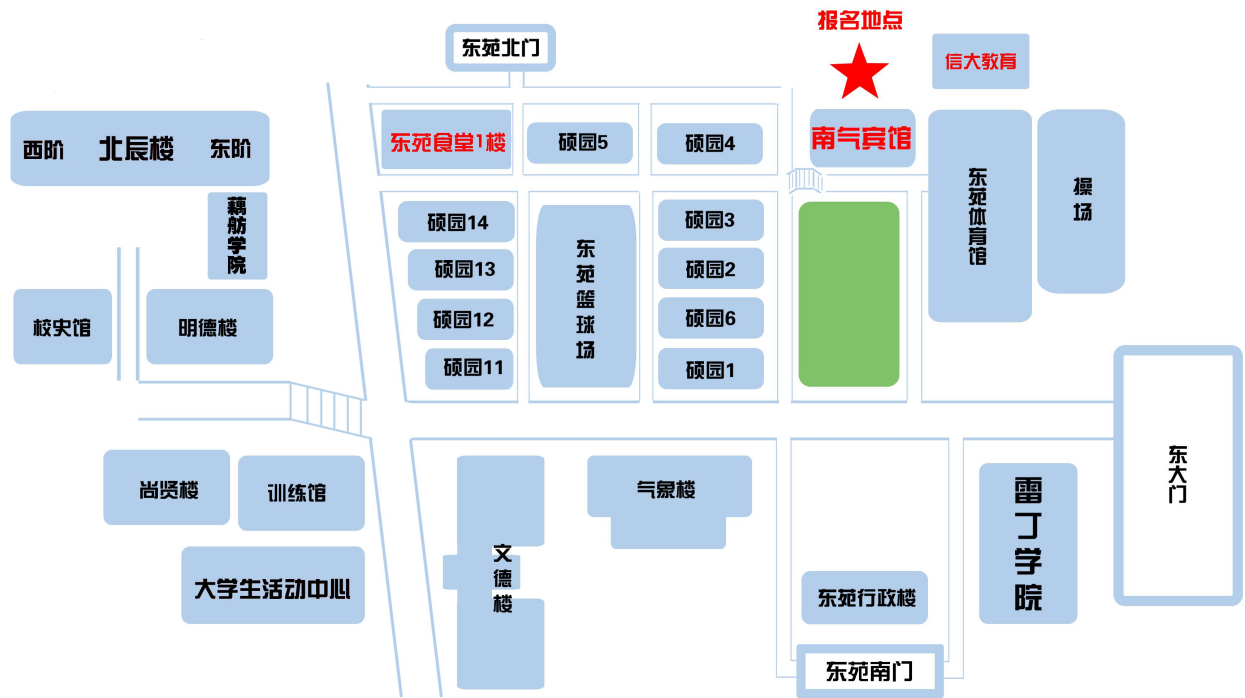 报名地点
东苑北门
信大教育
西阶
北辰楼
东阶
东苑食堂1楼
硕园5
硕园4
南气宾馆
东苑体育馆
操场
藕舫学院
硕园14
东苑篮球场
硕园3
硕园13
硕园2
校史馆
明德楼
硕园12
硕园6
硕园11
硕园1
东大门
尚贤楼
训练馆
气象楼
雷丁学院
文德楼
大学生活动中心
东苑行政楼
东苑南门